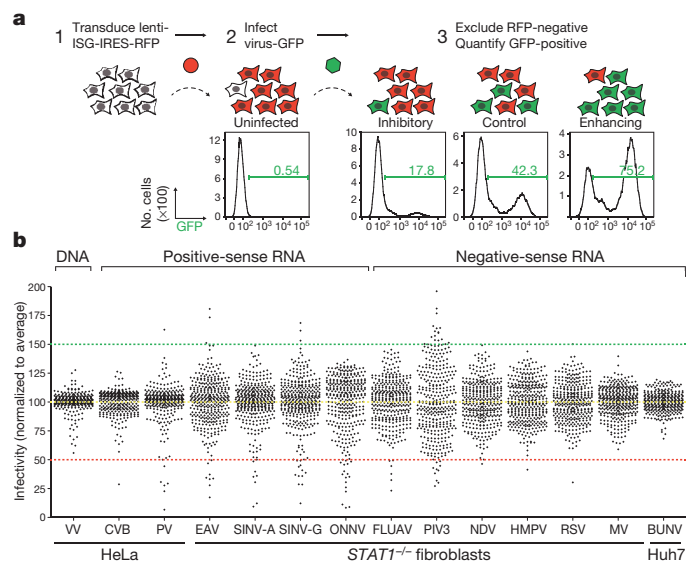 a
1 Transduce lenti-
ISG-IRES-RFP
2 Infect
virus-GFP
3 Exclude RFP-negative
Quantify GFP-positive
Uninfected
Inhibitory
Control
Enhancing
No. cells
(×100)
GFP
12
10
8
6
4
2
0
0.54
0 10² 10³ 10⁴ 10⁵
10
8
6
4
2
0
17.8
0 10² 10³ 10⁴ 10⁵
6
4
2
0
42.3
0 10² 10³ 10⁴ 10⁵
4
3
2
1
0
75.2
0 10² 10³ 10⁴ 10⁵
b
DNA
Positive-sense RNA
Negative-sense RNA
Infectivity (normalized to average)
200
175
150
125
100
75
50
25
0
VV CVB PV EAV SINV-A SINV-G ONNV FLUAV PIV3 NDV HMPV RSV MV BUNV
HeLa
STAT1⁻/⁻ fibroblasts
Huh7